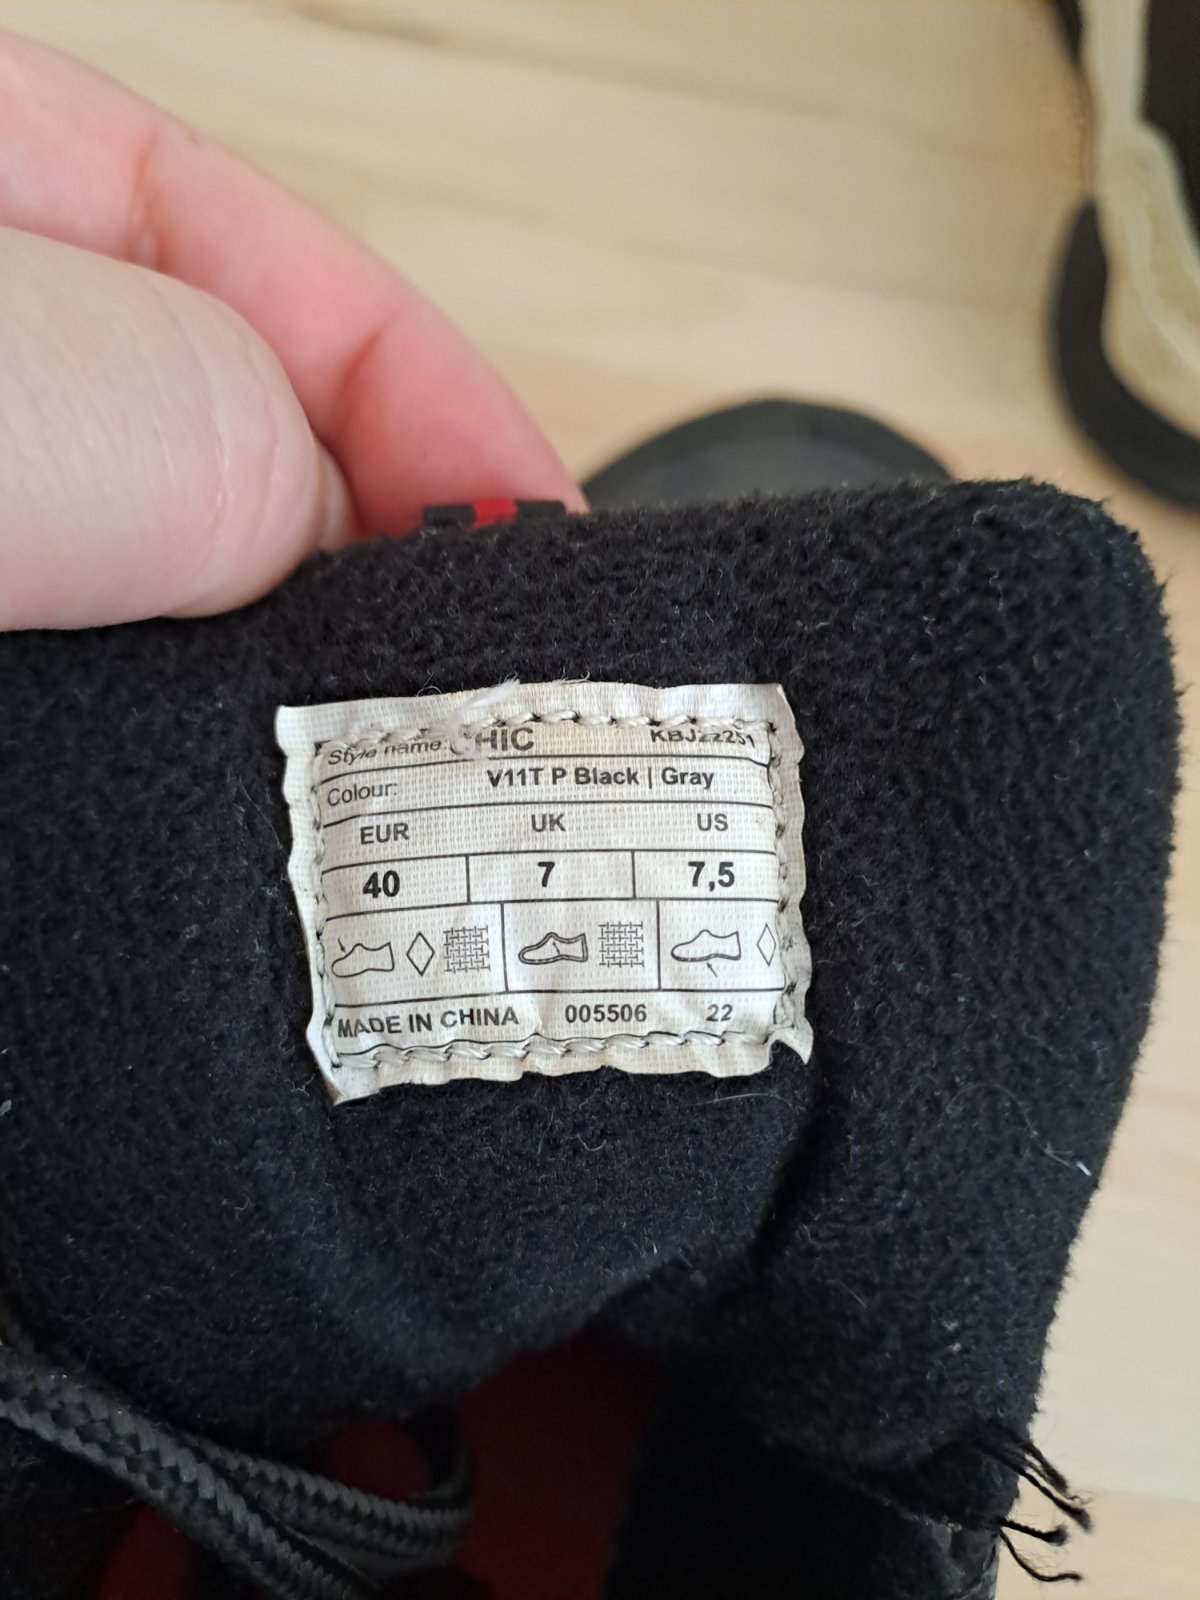 Style name: HIC KBJ22251
Colour: V11T P Black | Gray
EUR UK US
40 7 7,5
MADE IN CHINA 005506 22